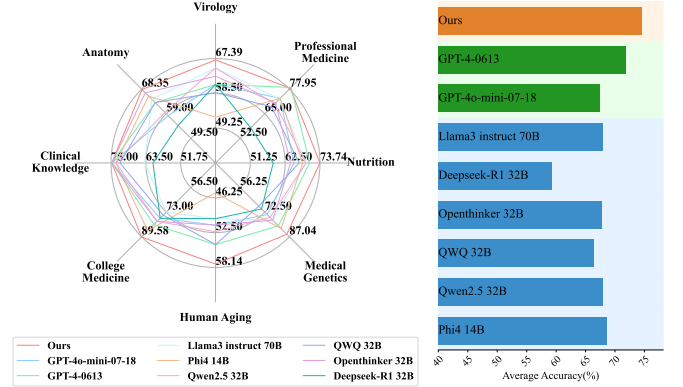 Virology
67.39
58.50
49.25
Professional
Medicine
77.95
65.00
52.50
Anatomy
68.35
59.00
49.50
Clinical
Knowledge
75.00
63.50
51.75
51.25
62.50
73.74
Nutrition
56.50
73.00
89.58
College
Medicine
46.25
52.50
58.14
Human Aging
56.25
72.50
87.04
Medical
Genetics
Ours
GPT-4o-mini-07-18
GPT-4-0613
Llama3 instruct 70B
Phi4 14B
Qwen2.5 32B
QWQ 32B
Openthinker 32B
Deepseek-R1 32B
Ours
GPT-4-0613
GPT-4o-mini-07-18
Llama3 instruct 70B
Deepseek-R1 32B
Openthinker 32B
QWQ 32B
Qwen2.5 32B
Phi4 14B
40 45 50 55 60 65 70 75
Average Accuracy(%)